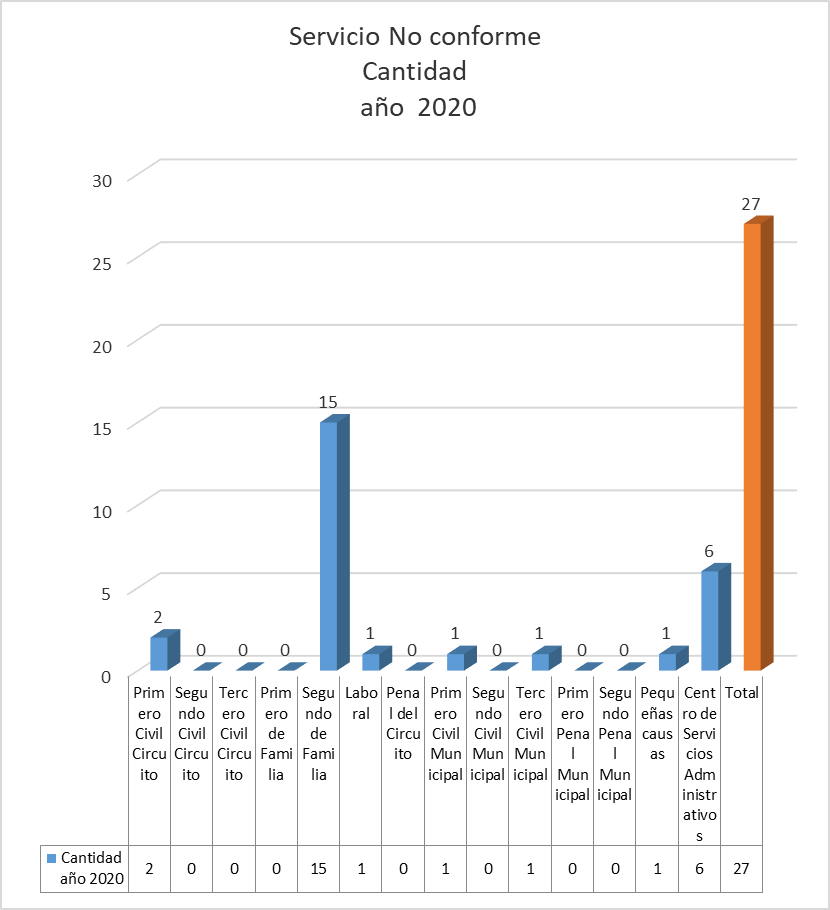 Servicio No conforme
Cantidad
año 2020
30
25
20
15
10
5
0
2
0
0
0
15
1
0
1
0
1
0
0
1
6
27
Primero Civil Circuito
Segundo Civil Circuito
Tercero Civil Circuito
Primero de Familia
Segundo de Familia
Laboral
Penal del Circuito
Primero Civil Municipal
Segundo Civil Municipal
Tercero Civil Municipal
Primero Penal Municipal
Segundo Penal Municipal
Pequeñas causas
Centro de Servicios Administrativos
Total
Cantidad
año 2020
2 0 0 0 15 1 0 1 0 1 0 0 1 6 27